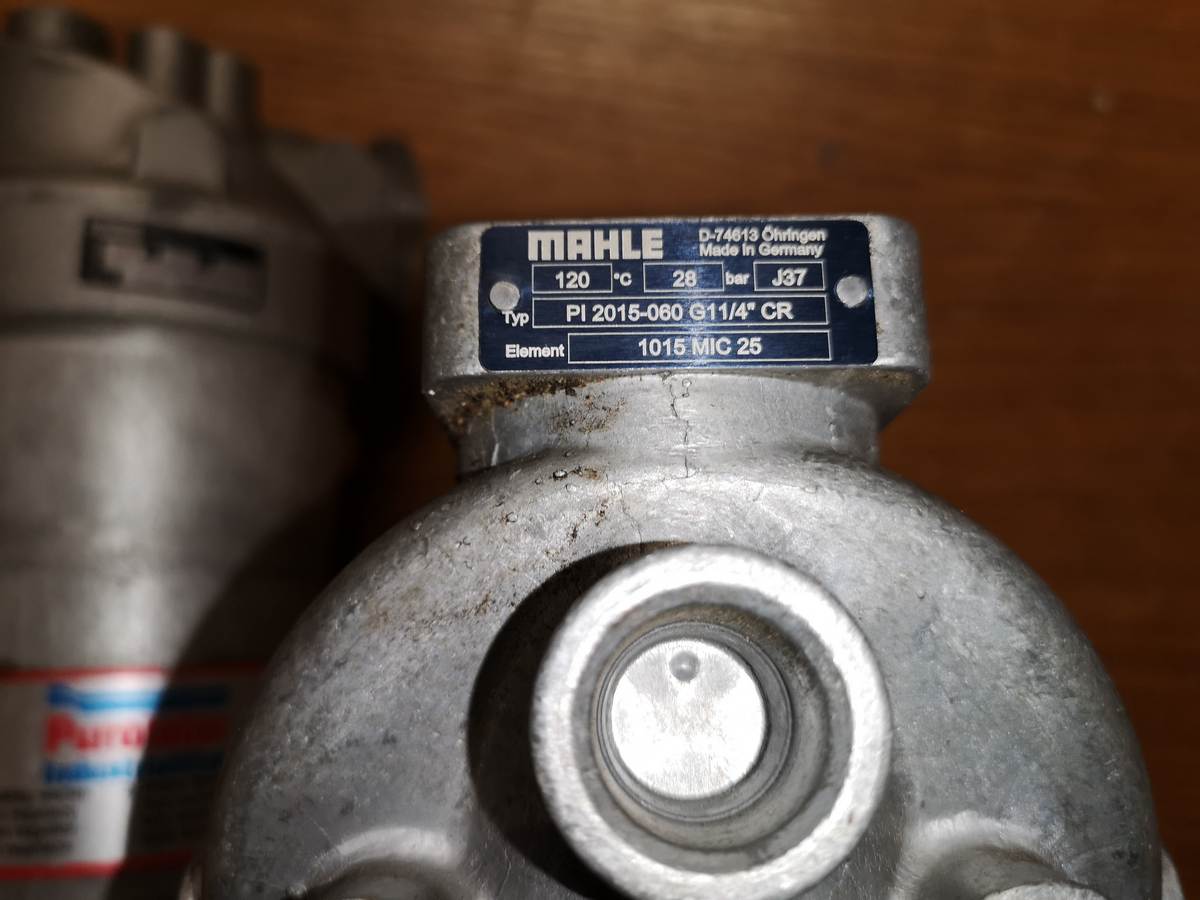 MAHLE
D-74613 Öhringen
Made in Germany
120 °C 28 bar J37
Typ PI 2015-060 G11/4" CR
Element 1015 MIC 25